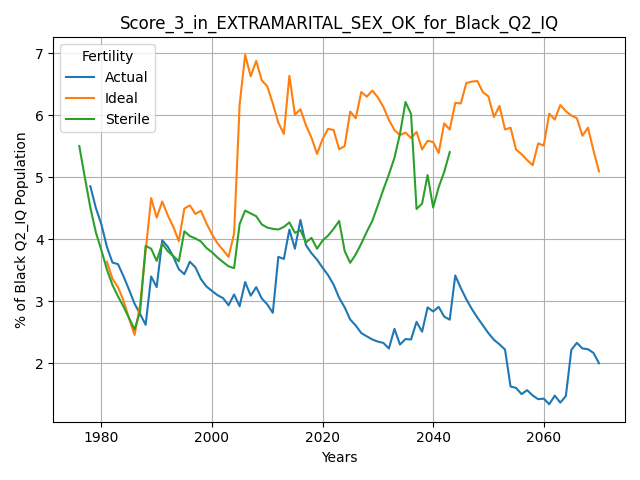 Score_3_in_EXTRAMARITAL_SEX_OK_for_Black_Q2_IQ
Fertility
Actual
Ideal
Sterile
% of Black Q2_IQ Population
7
6
5
4
3
2
1980
2000
2020
2040
2060
Years